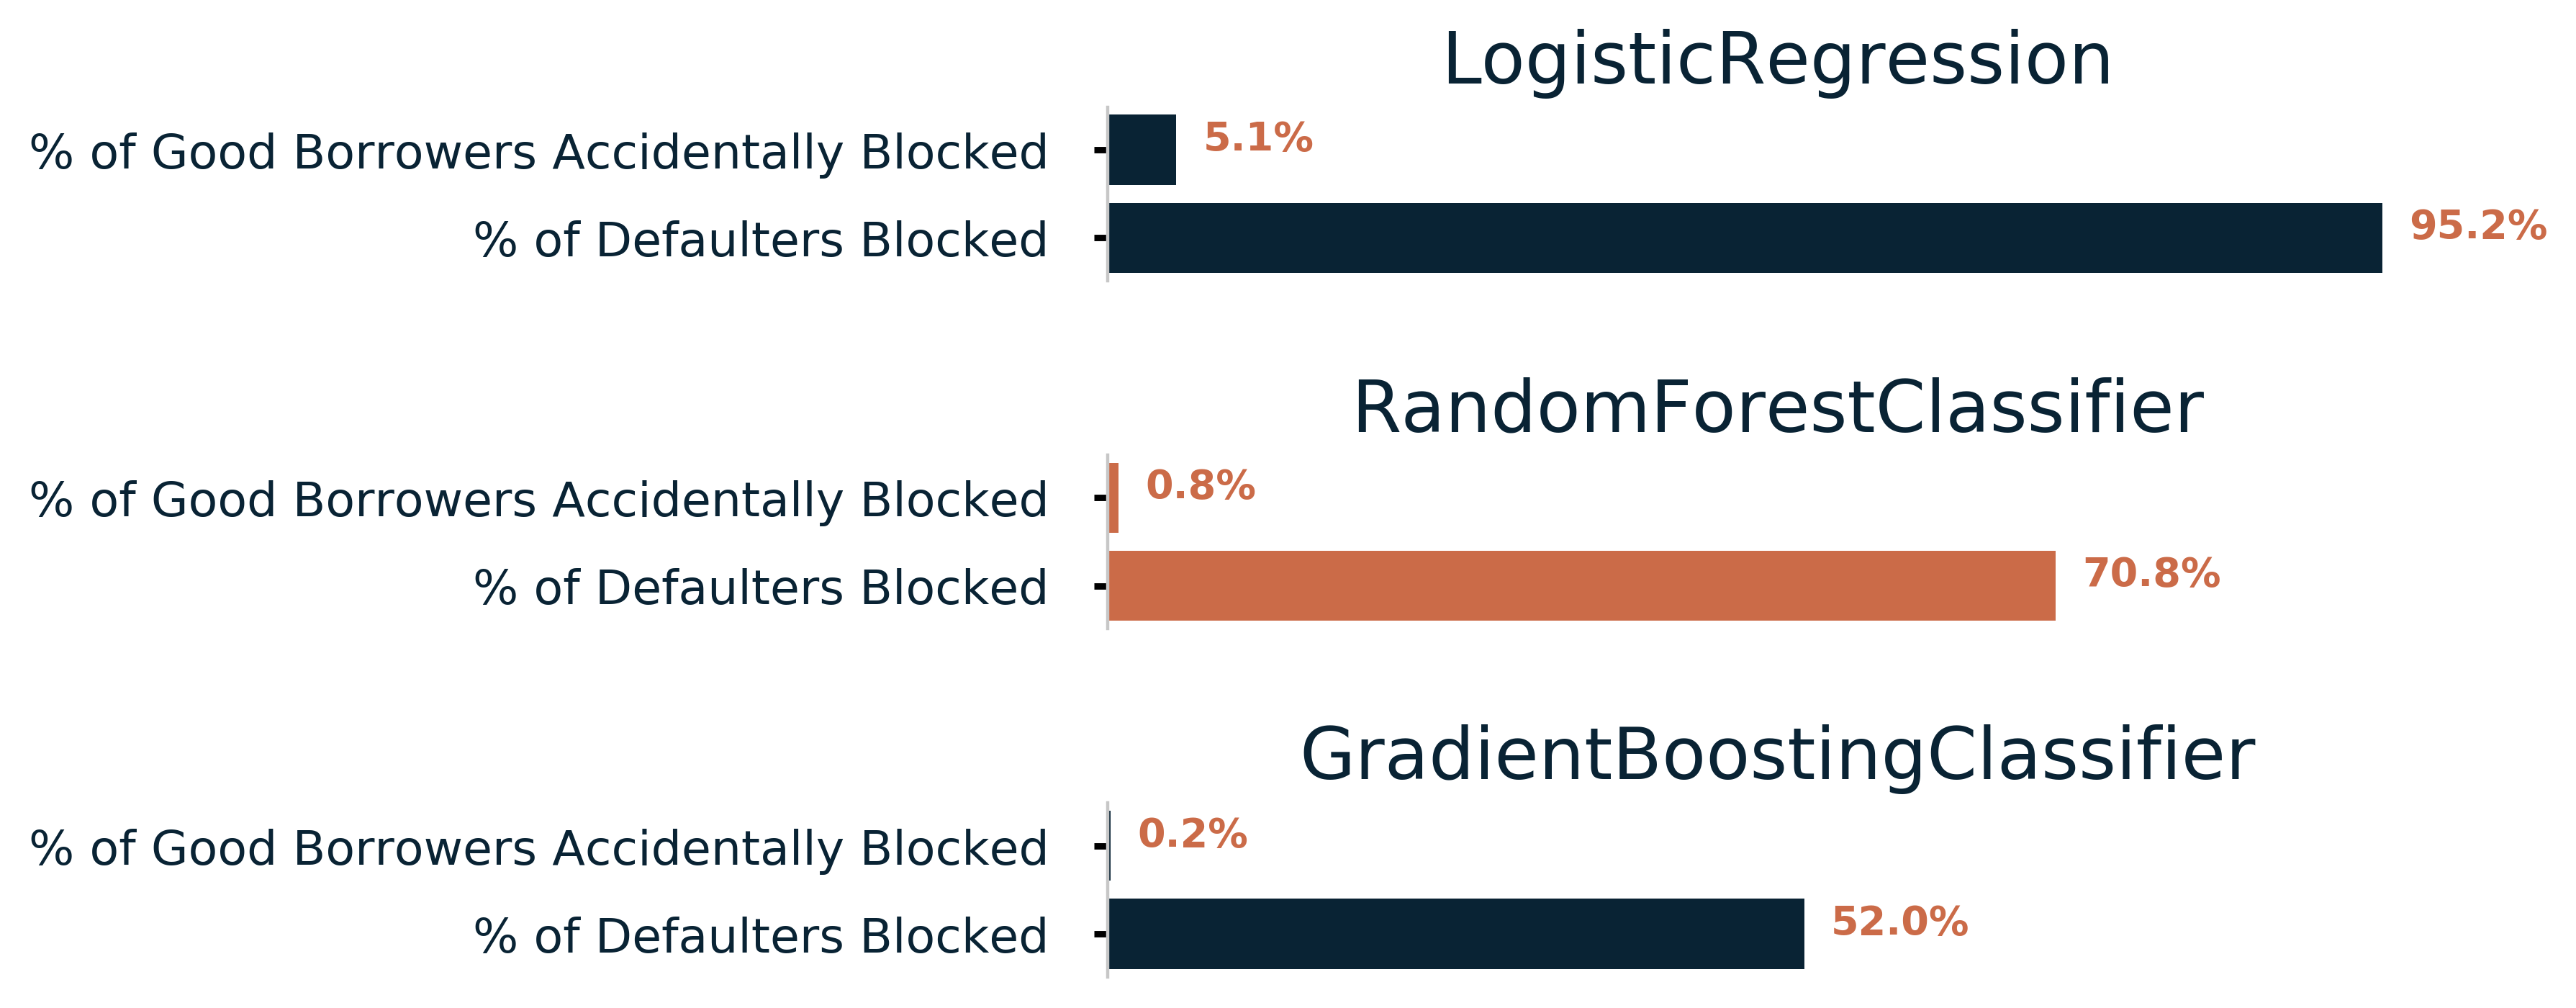 LogisticRegression
% of Good Borrowers Accidentally Blocked 5.1%
% of Defaulters Blocked 95.2%
RandomForestClassifier
% of Good Borrowers Accidentally Blocked 0.8%
% of Defaulters Blocked 70.8%
GradientBoostingClassifier
% of Good Borrowers Accidentally Blocked 0.2%
% of Defaulters Blocked 52.0%